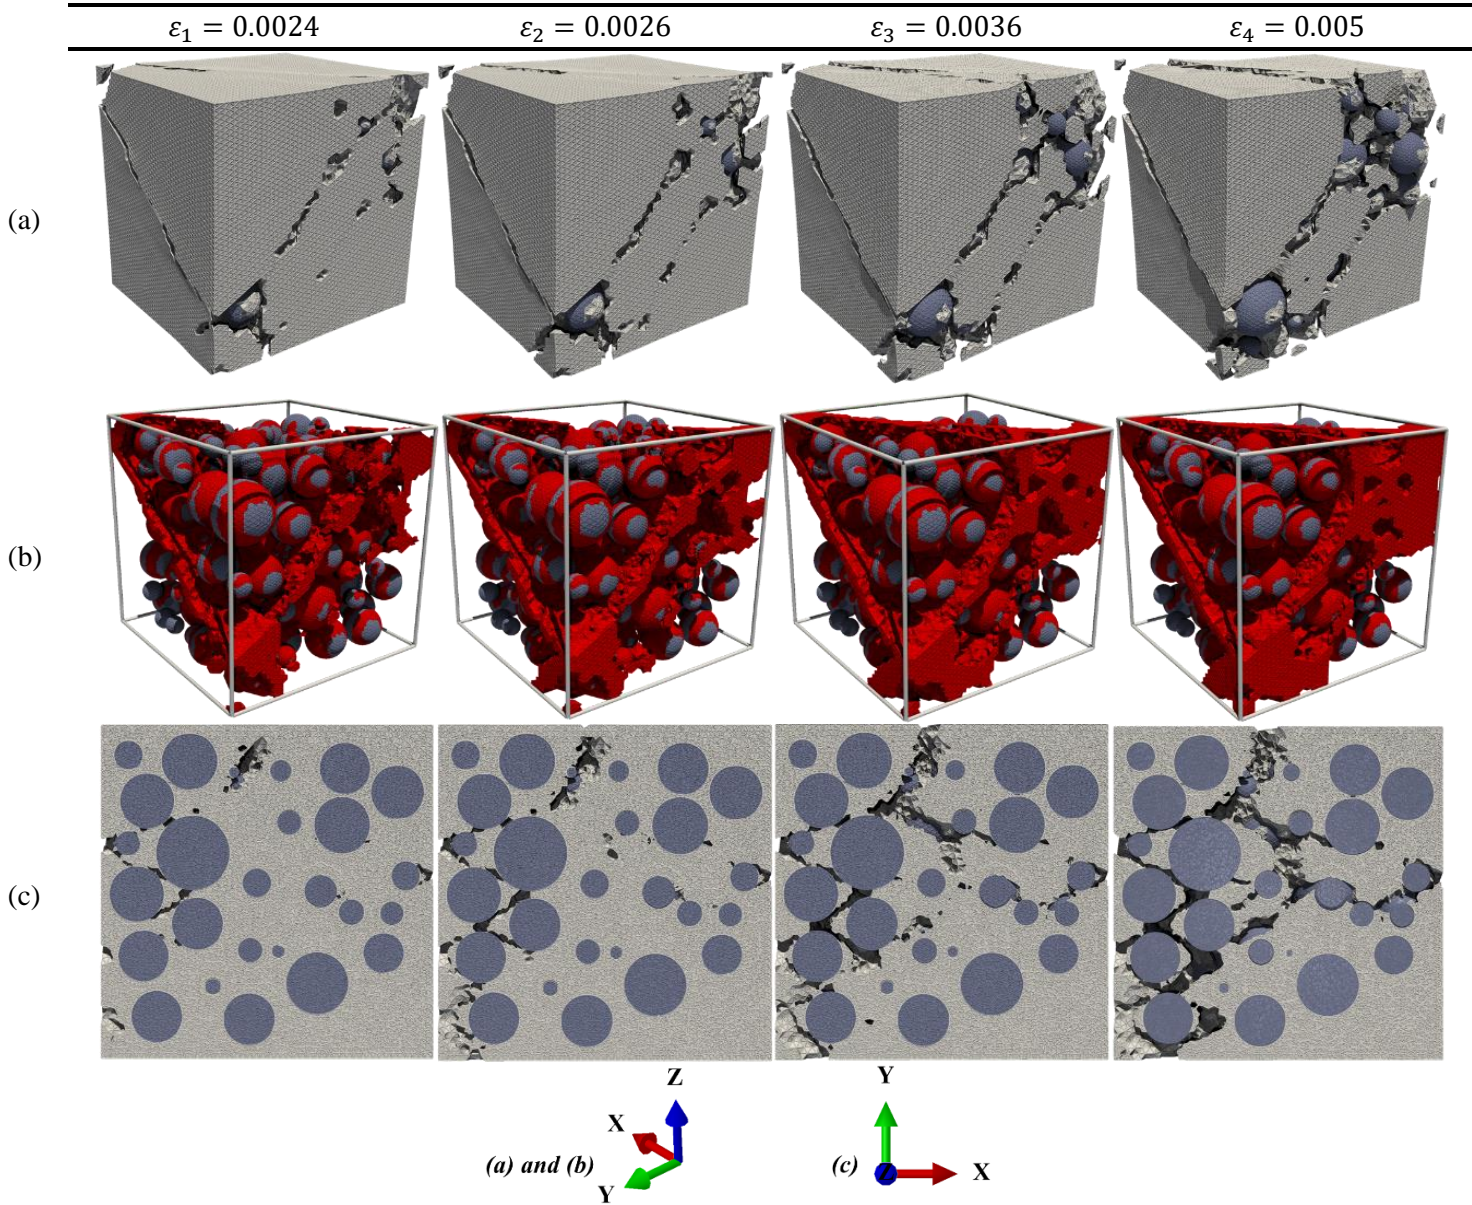 ε₁ = 0.0024 ε₂ = 0.0026 ε₃ = 0.0036 ε₄ = 0.005
(a)
(b)
(c)
Z
X
Y
(a) and (b)
Y
(c)
Z
X